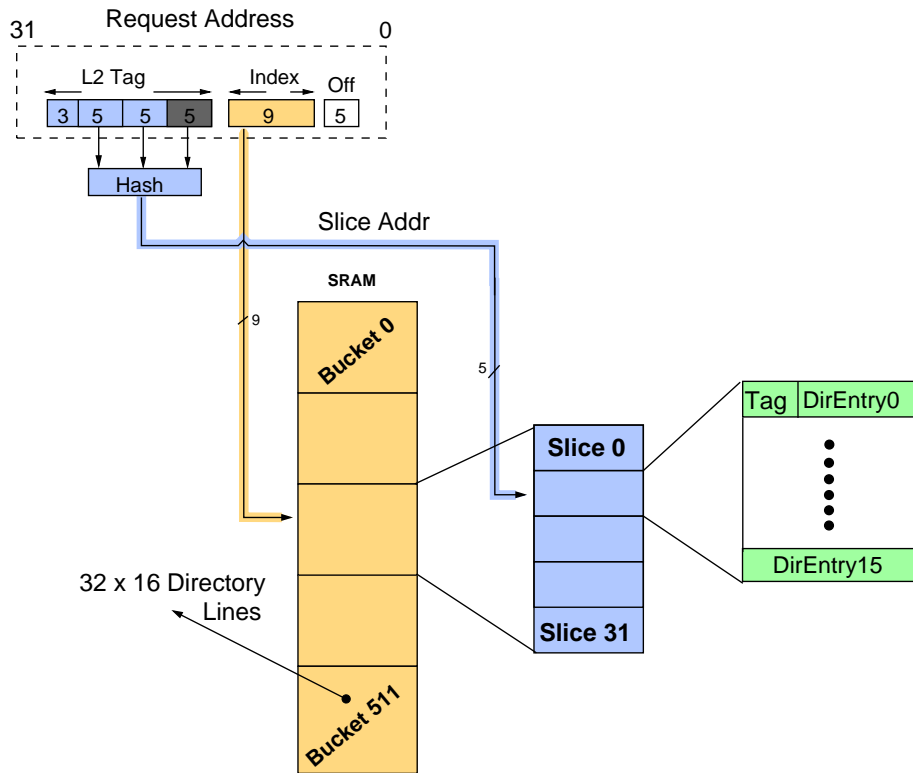 Request Address
31
0
L2 Tag
Index
Off
3
5
5
5
9
5
Hash
Slice Addr
SRAM
9
5
Bucket 0
Bucket 511
Slice 0
Slice 31
Tag
DirEntry0
DirEntry15
32 x 16 Directory
Lines